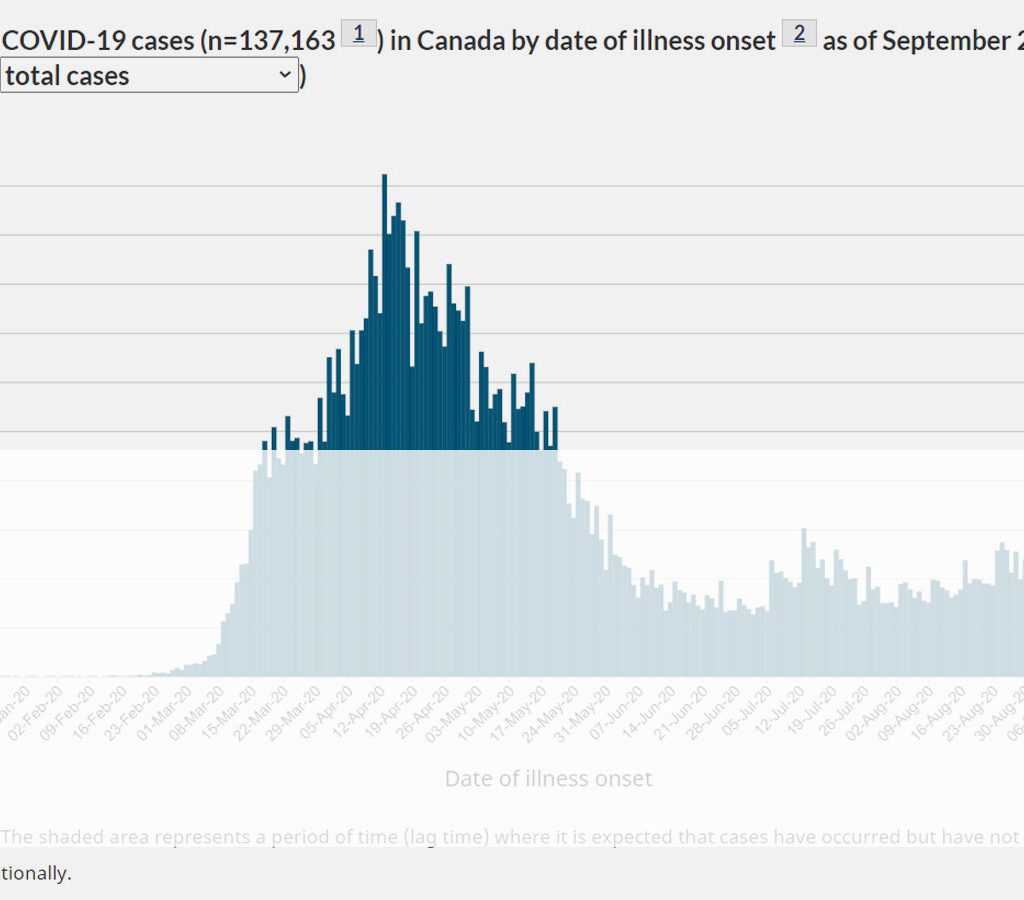 COVID-19 cases (n=137,163 1) in Canada by date of illness onset 2 as of September 2
total cases )
an-20 02-Feb-20 09-Feb-20 16-Feb-20 23-Feb-20 01-Mar-20 08-Mar-20 15-Mar-20 22-Mar-20 29-Mar-20 05-Apr-20 12-Apr-20 19-Apr-20 26-Apr-20 03-May-20 10-May-20 17-May-20 24-May-20 31-May-20 07-Jun-20 14-Jun-20 21-Jun-20 28-Jun-20 05-Jul-20 12-Jul-20 19-Jul-20 26-Jul-20 02-Aug-20 09-Aug-20 16-Aug-20 23-Aug-20 30-Aug-20 06
Date of illness onset
The shaded area represents a period of time (lag time) where it is expected that cases have occurred but have not
tionally.